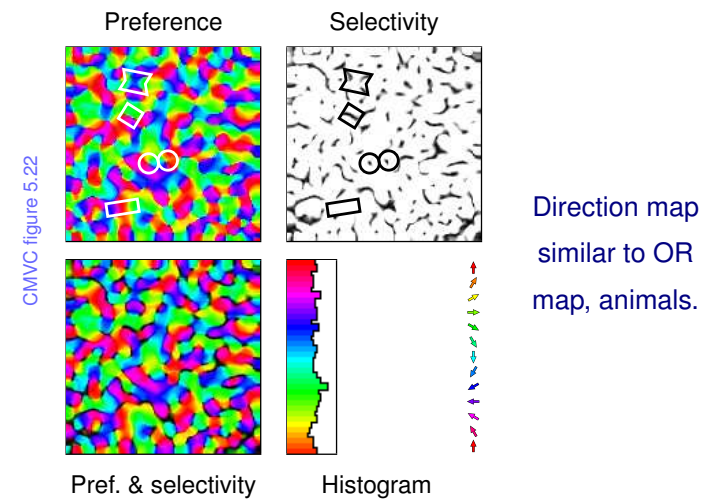 Preference
Selectivity
CMVC figure 5.22
Direction map
similar to OR
map, animals.
Pref. & selectivity
Histogram